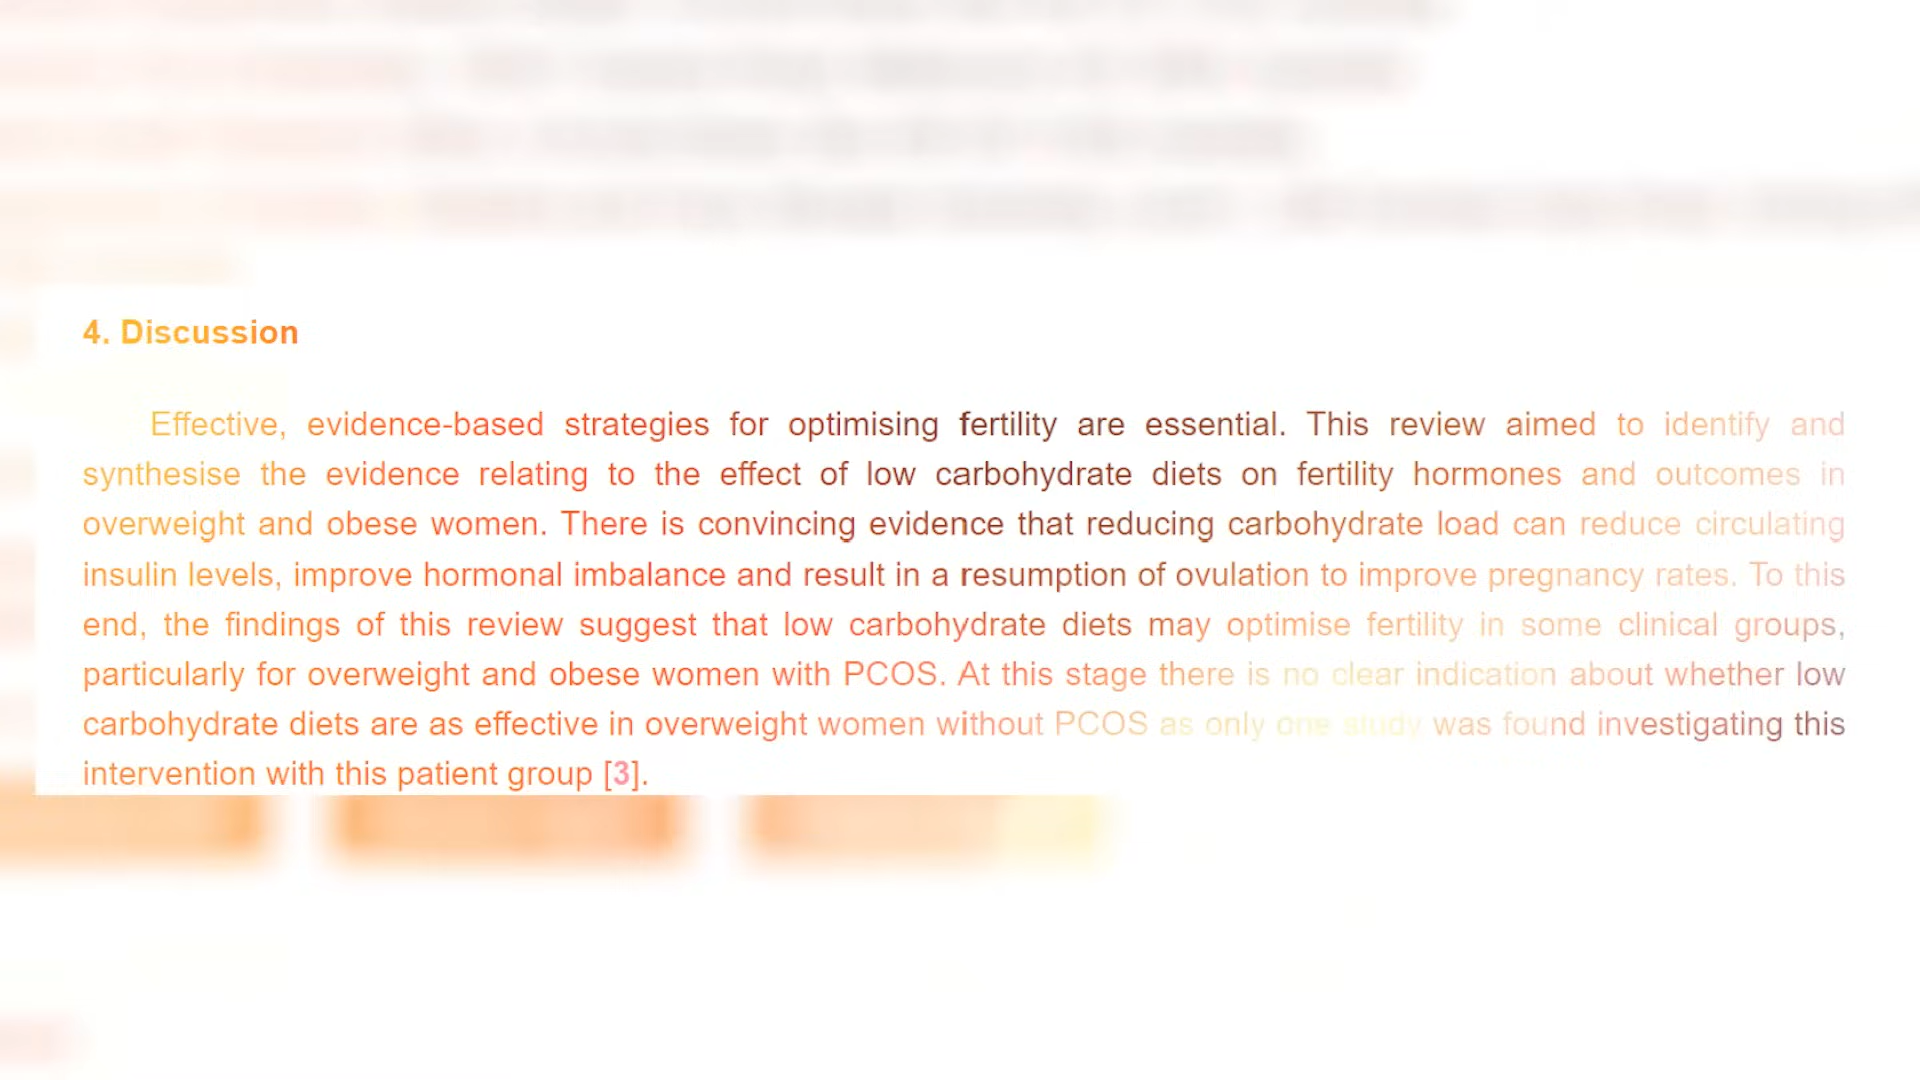 4. Discussion
Effective, evidence-based strategies for optimising fertility are essential. This review aimed to identify and
synthesise the evidence relating to the effect of low carbohydrate diets on fertility hormones and outcomes in
overweight and obese women. There is convincing evidence that reducing carbohydrate load can reduce circulating
insulin levels, improve hormonal imbalance and result in a resumption of ovulation to improve pregnancy rates. To this
end, the findings of this review suggest that low carbohydrate diets may optimise fertility in some clinical groups,
particularly for overweight and obese women with PCOS. At this stage there is no clear indication about whether low
carbohydrate diets are as effective in overweight women without PCOS as only one study was found investigating this
intervention with this patient group [3].